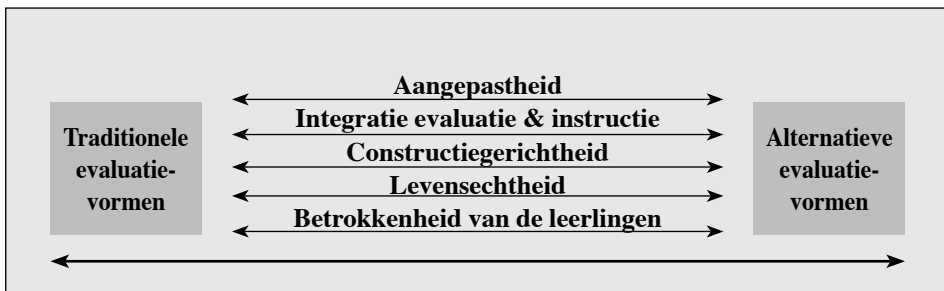 Aangepastheid
Integratie evaluatie & instructie
Constructiegerichtheid
Levensechtheid
Betrokkenheid van de leerlingen
Traditionele
evaluatie-
vormen
Alternatieve
evaluatie-
vormen